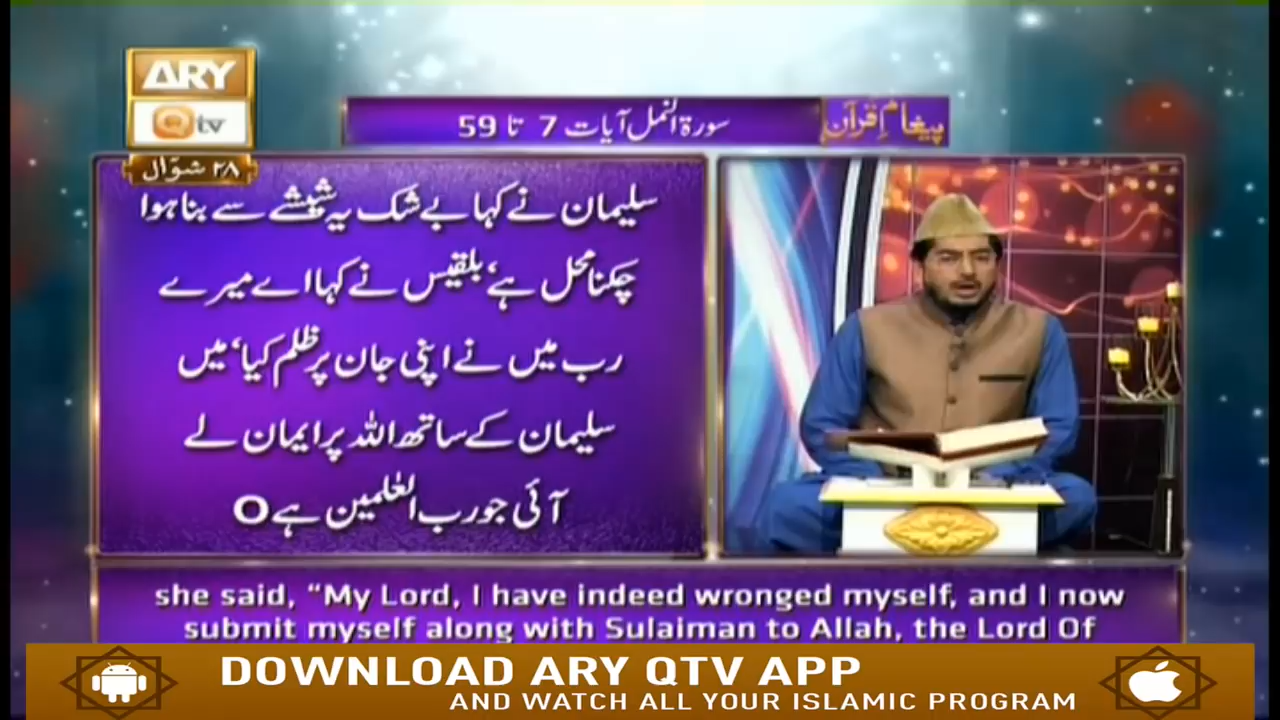 ARY
Qtv
پیغامِ قرآن
سورۃ النمل آیات 7 تا 59
۲۸ شوّال
سلیمان نے کہا بے شک یہ شیشے سے بنا ہوا
چکنا محل ہے، بلقیس نے کہا اے میرے
رب میں نے اپنی جان پر ظلم کیا، میں
سلیمان کے ساتھ اللہ پر ایمان لے
آئی جو رب العٰلمین ہے O
she said, “My Lord, I have indeed wronged myself, and I now
submit myself along with Sulaiman to Allah, the Lord Of
DOWNLOAD ARY QTV APP
AND WATCH ALL YOUR ISLAMIC PROGRAM